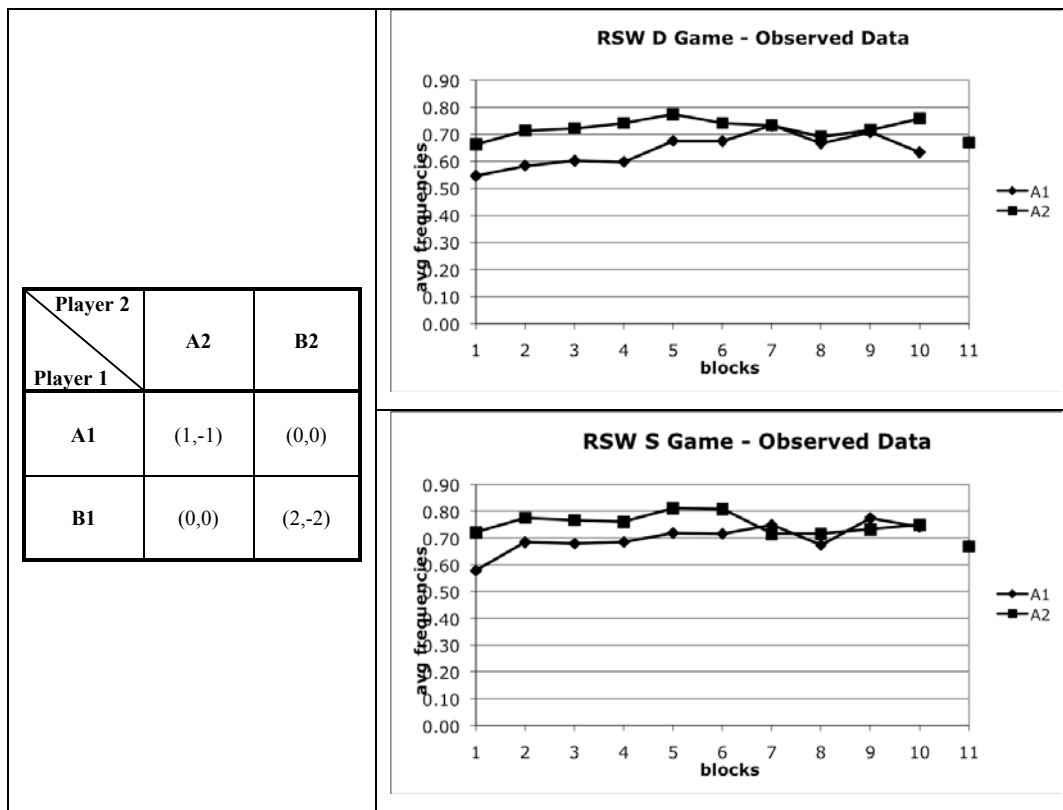 Player 2
Player 1
A2
B2
A1
(1,-1)
(0,0)
B1
(0,0)
(2,-2)
RSW D Game - Observed Data
avg frequencies
0.90
0.80
0.70
0.60
0.50
0.40
0.30
0.20
0.10
0.00
1 2 3 4 5 6 7 8 9 10 11
blocks
A1
A2
RSW S Game - Observed Data
avg frequencies
0.90
0.80
0.70
0.60
0.50
0.40
0.30
0.20
0.10
0.00
1 2 3 4 5 6 7 8 9 10 11
blocks
A1
A2